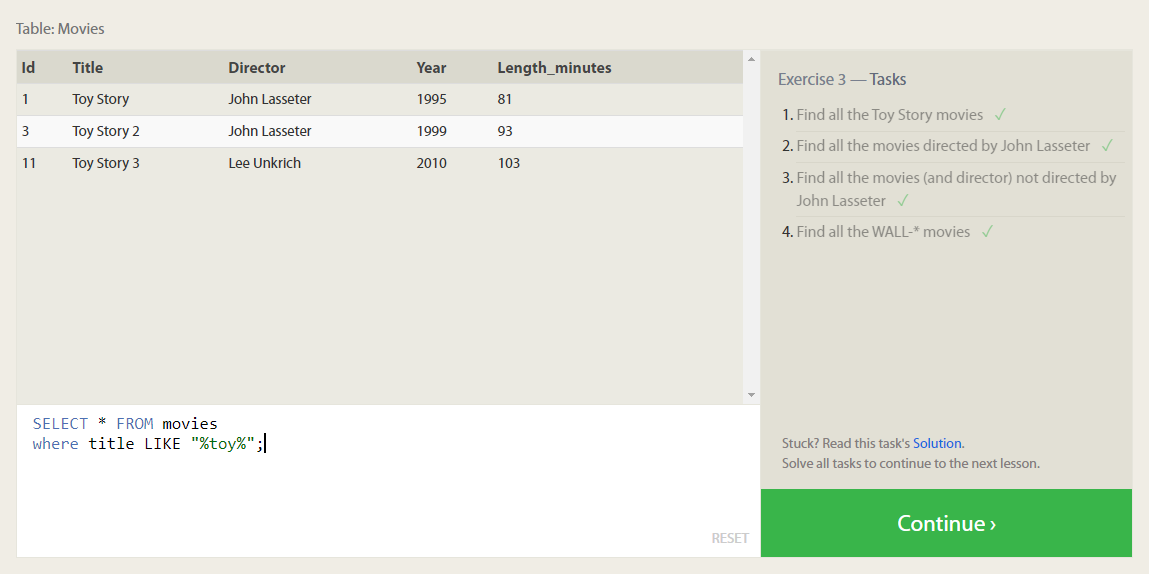 Table: Movies
Id Title Director Year Length_minutes
1 Toy Story John Lasseter 1995 81
3 Toy Story 2 John Lasseter 1999 93
11 Toy Story 3 Lee Unkrich 2010 103
SELECT * FROM movies
where title LIKE "%toy%";
RESET
Exercise 3 — Tasks
1. Find all the Toy Story movies ✓
2. Find all the movies directed by John Lasseter ✓
3. Find all the movies (and director) not directed by
John Lasseter ✓
4. Find all the WALL-* movies ✓
Stuck? Read this task's Solution.
Solve all tasks to continue to the next lesson.
Continue ›